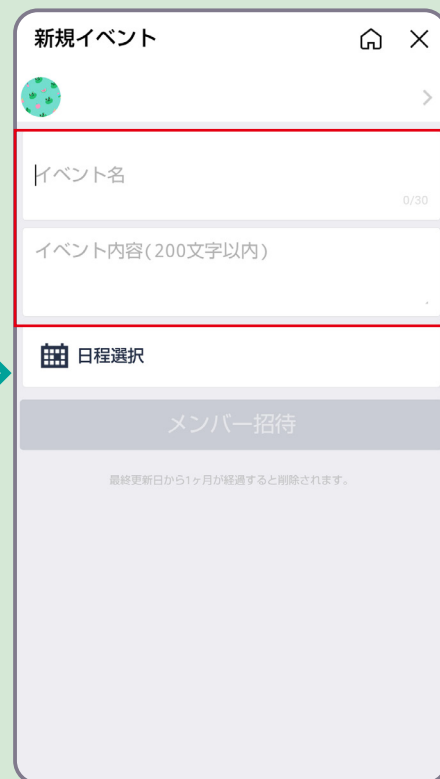 新規イベント
イベント名
0/30
イベント内容(200文字以内)
日程選択
メンバー招待
最終更新日から1ヶ月が経過すると削除されます。